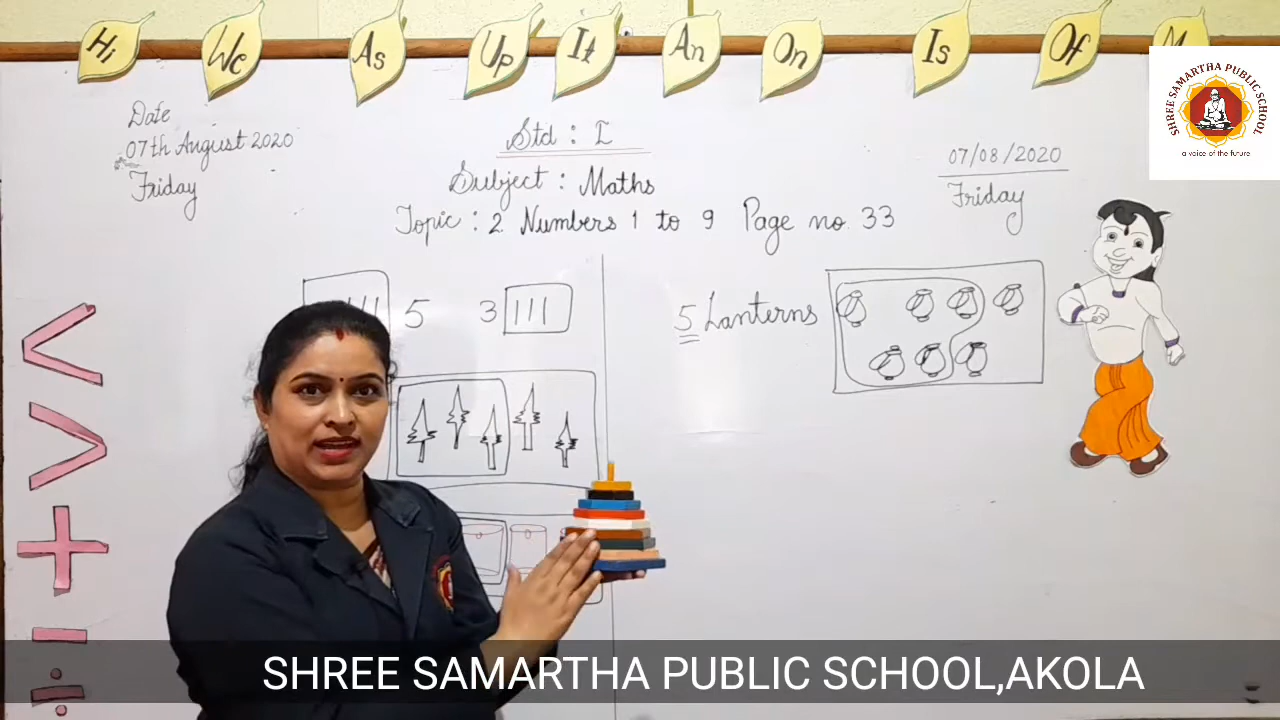 Hi We As Up It An On Is Of
SHREE SAMARTHA PUBLIC SCHOOL
a voice of the future
Date
07th August 2020
Friday
Std : I
Subject : Maths
Topic : 2 Numbers 1 to 9 Page no. 33
07/08/2020
Friday
5 3
5 Lanterns
SHREE SAMARTHA PUBLIC SCHOOL,AKOLA